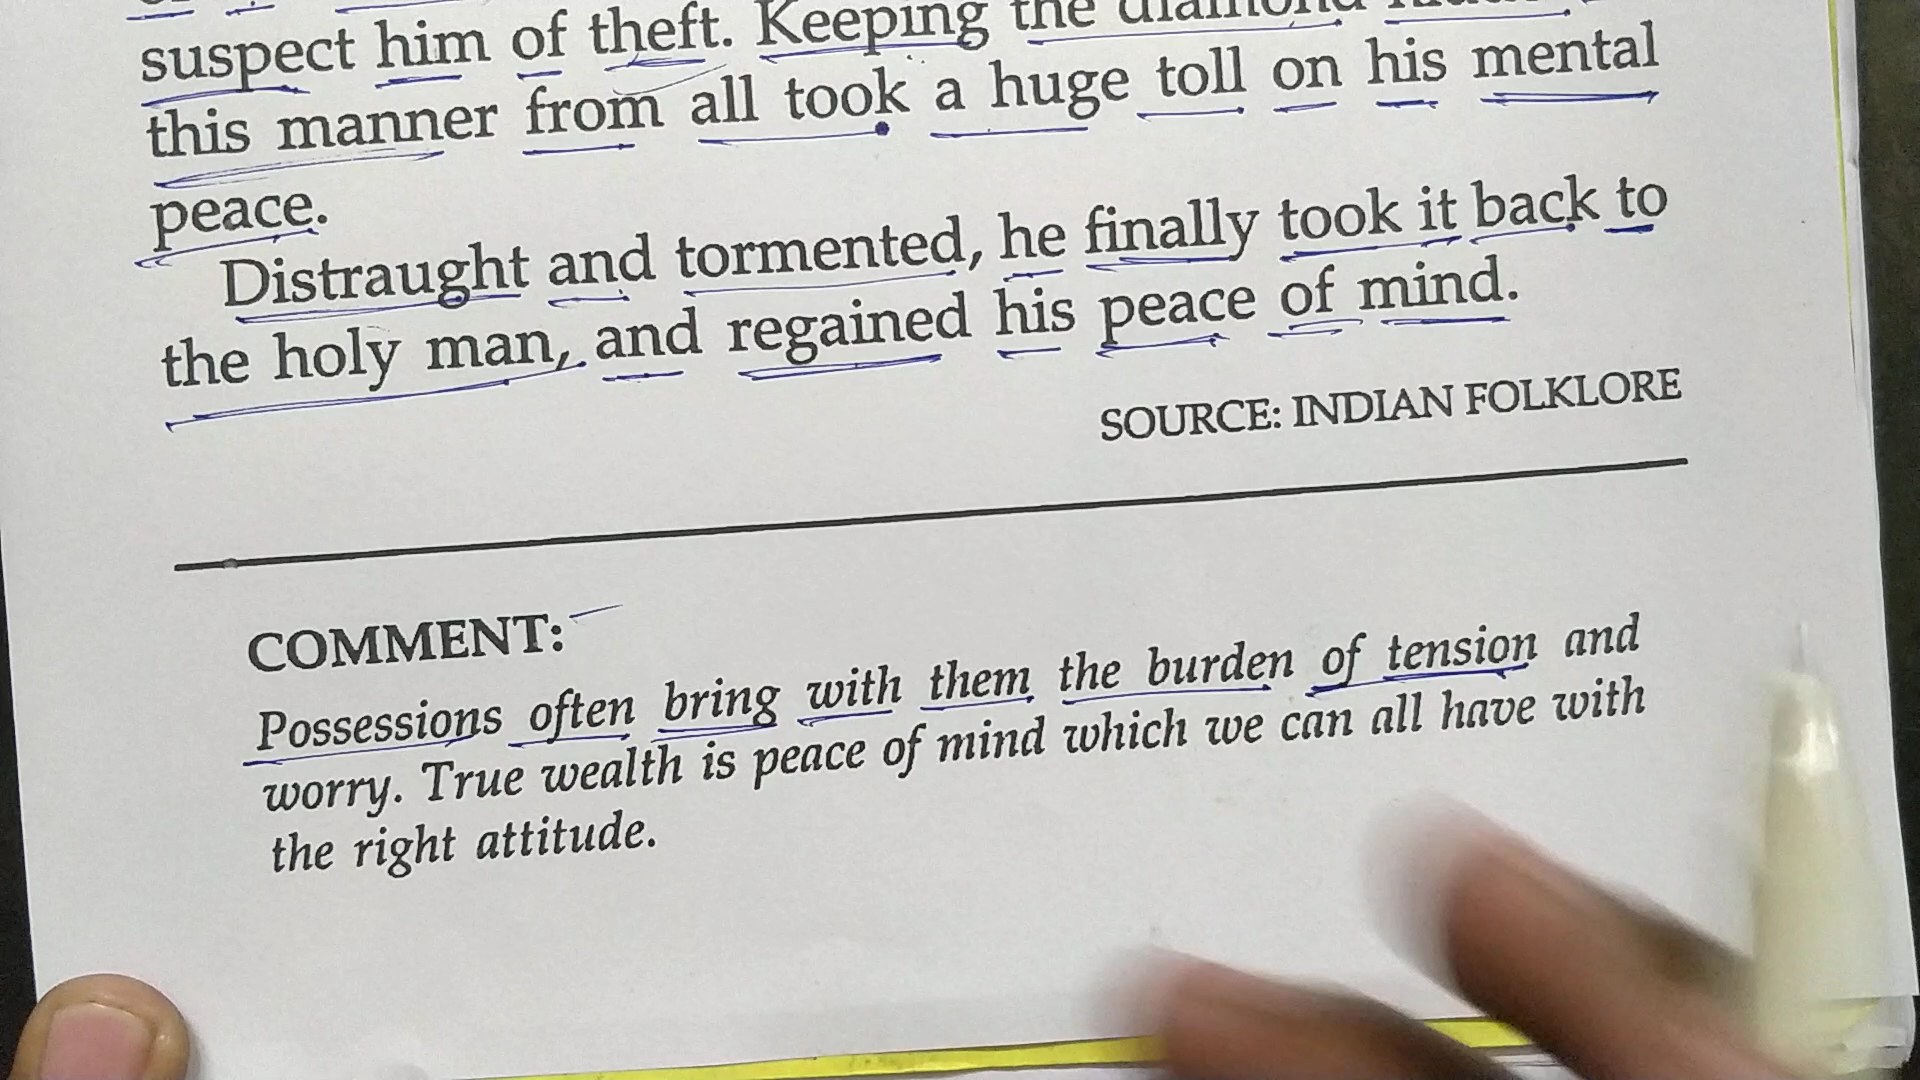 suspect him of theft. Keeping the diamond
this manner from all took a huge toll on his mental
peace.
Distraught and tormented, he finally took it back to
the holy man, and regained his peace of mind.
SOURCE: INDIAN FOLKLORE
COMMENT:
Possessions often bring with them the burden of tension and
worry. True wealth is peace of mind which we can all have with
the right attitude.